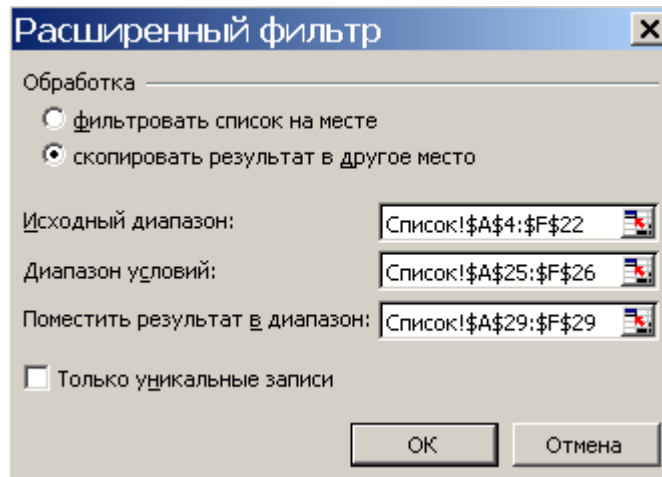 Расширенный фильтр
Обработка
фильтровать список на месте
скопировать результат в другое место
Исходный диапазон: Список!$A$4:$F$22
Диапазон условий: Список!$A$25:$F$26
Поместить результат в диапазон: Список!$A$29:$F$29
Только уникальные записи
ОК Отмена